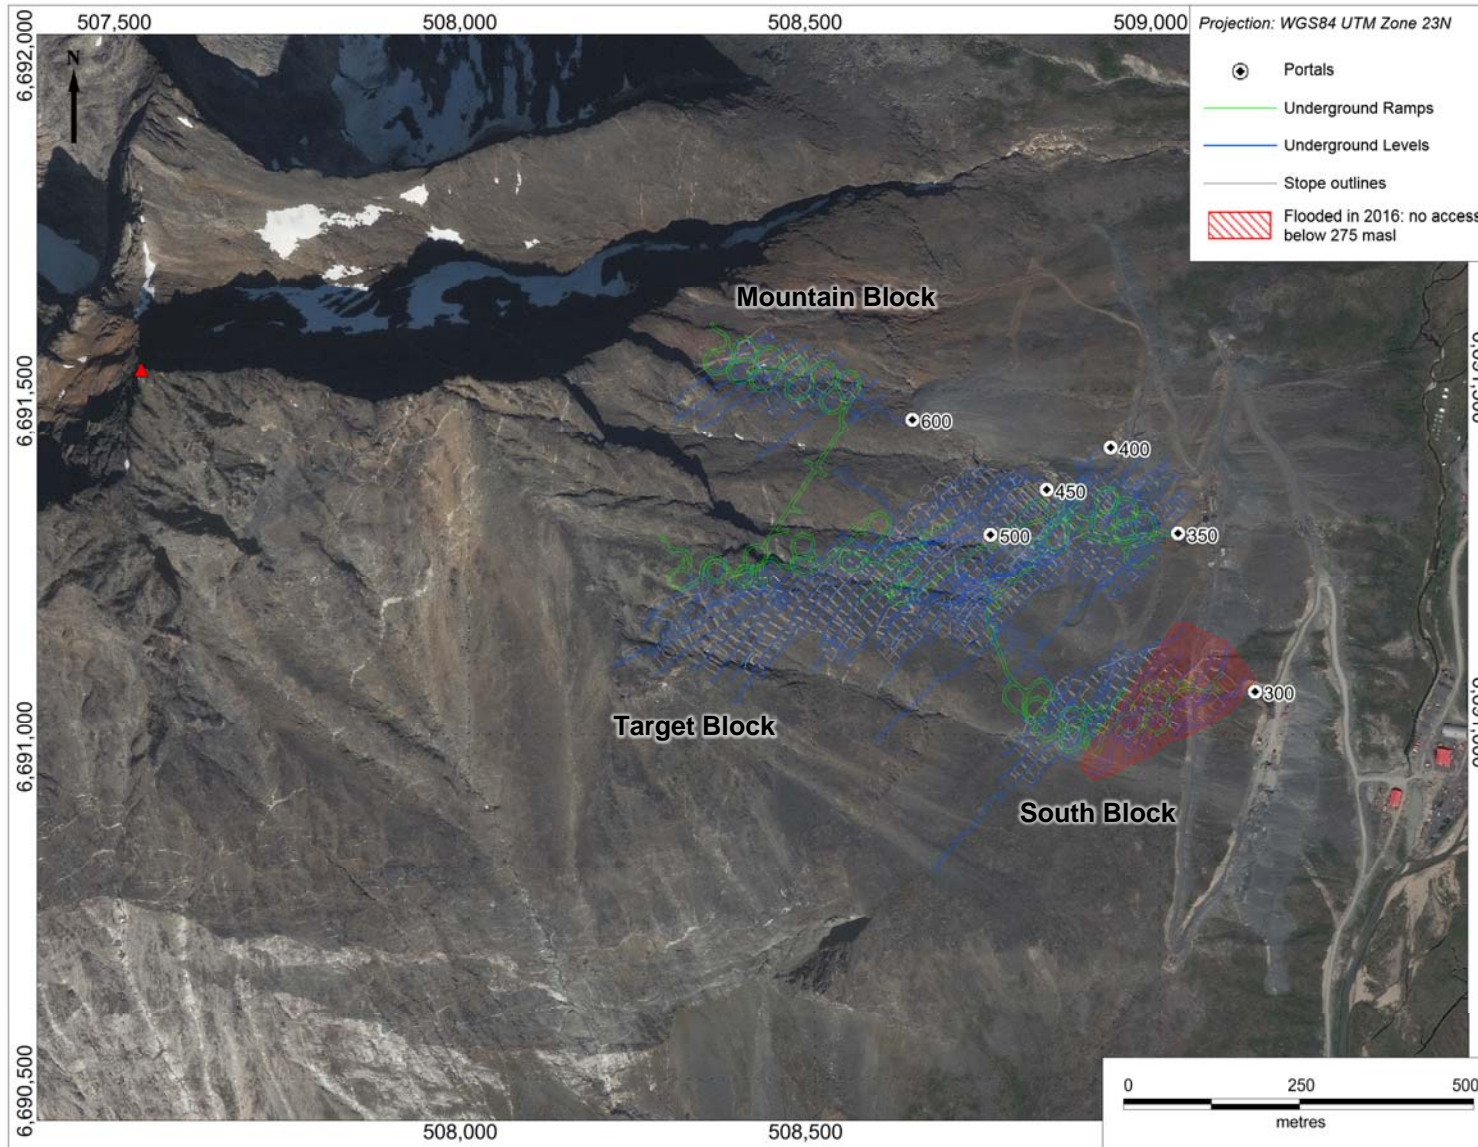 507,500
508,000
508,500
509,000
Projection: WGS84 UTM Zone 23N
Portals
Underground Ramps
Underground Levels
Stope outlines
Flooded in 2016: no access
below 275 masl
N
6,692,000
6,691,500
6,691,000
6,690,500
Mountain Block
600
400
450
500
350
300
Target Block
South Block
0 250 500
metres
508,000
508,500